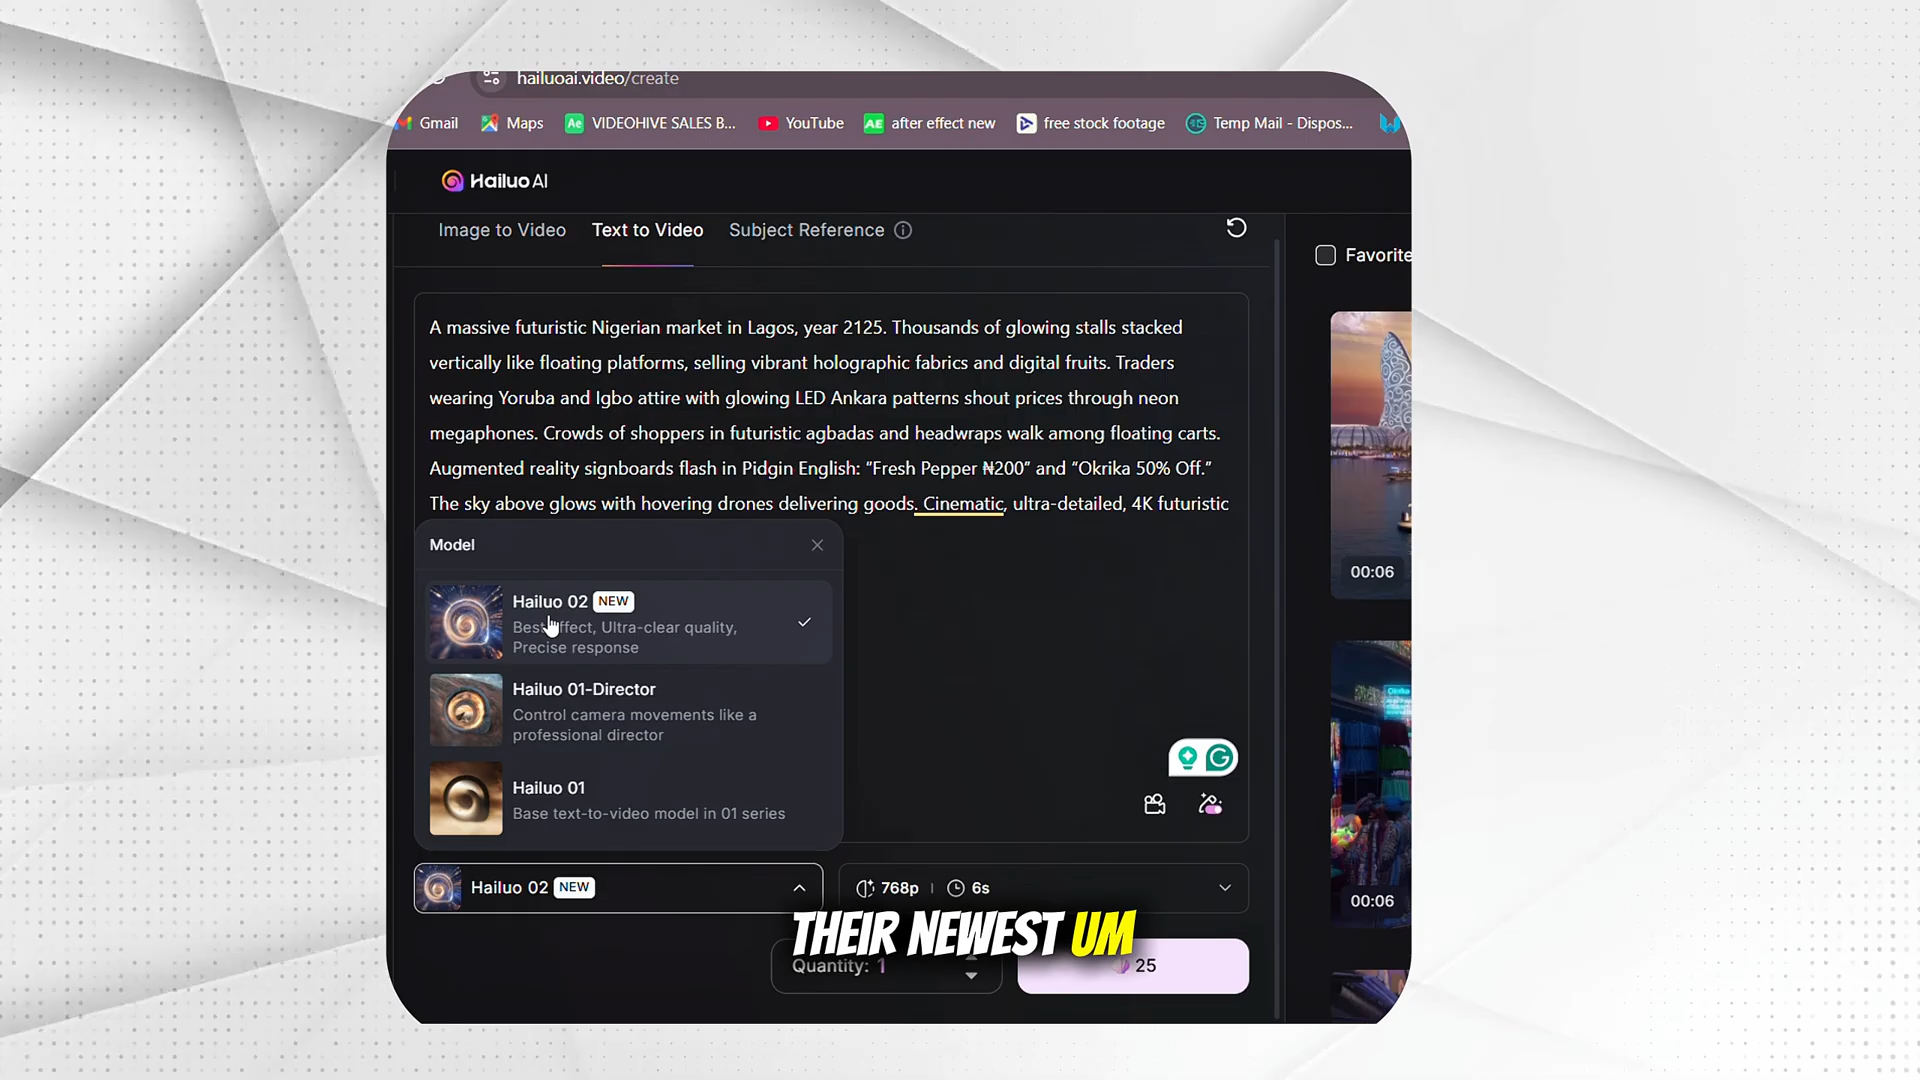 hailuoai.video/create
Gmail Maps VIDEOHIVE SALES B... YouTube after effect new free stock footage Temp Mail - Dispos...
Hailuo AI
Image to Video Text to Video Subject Reference
Favorite
A massive futuristic Nigerian market in Lagos, year 2125. Thousands of glowing stalls stacked
vertically like floating platforms, selling vibrant holographic fabrics and digital fruits. Traders
wearing Yoruba and Igbo attire with glowing LED Ankara patterns shout prices through neon
megaphones. Crowds of shoppers in futuristic agbadas and headwraps walk among floating carts.
Augmented reality signboards flash in Pidgin English: “Fresh Pepper ₦200” and “Okrika 50% Off.”
The sky above glows with hovering drones delivering goods. Cinematic, ultra-detailed, 4K futuristic
Model
Hailuo 02 NEW
Best effect, Ultra-clear quality,
Precise response
Hailuo 01-Director
Control camera movements like a
professional director
Hailuo 01
Base text-to-video model in 01 series
00:06
00:06
Hailuo 02 NEW
768p 6s
THEIR NEWEST UM
Quantity: 1
25